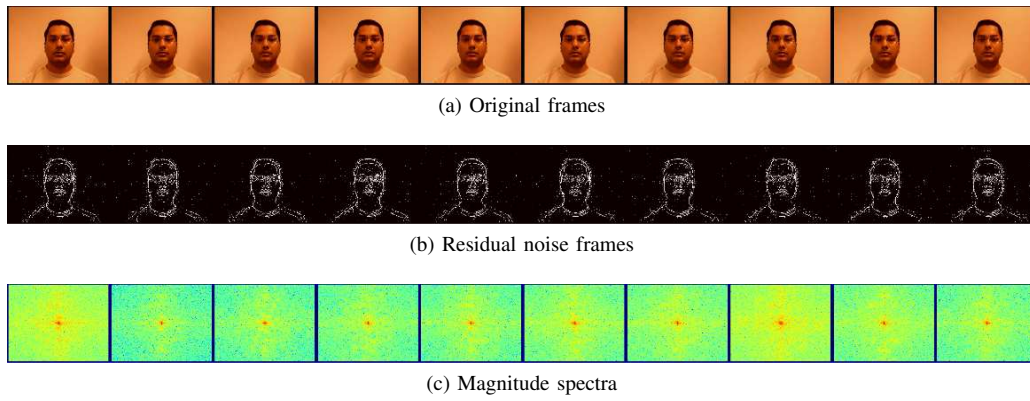 (a) Original frames
(b) Residual noise frames
(c) Magnitude spectra